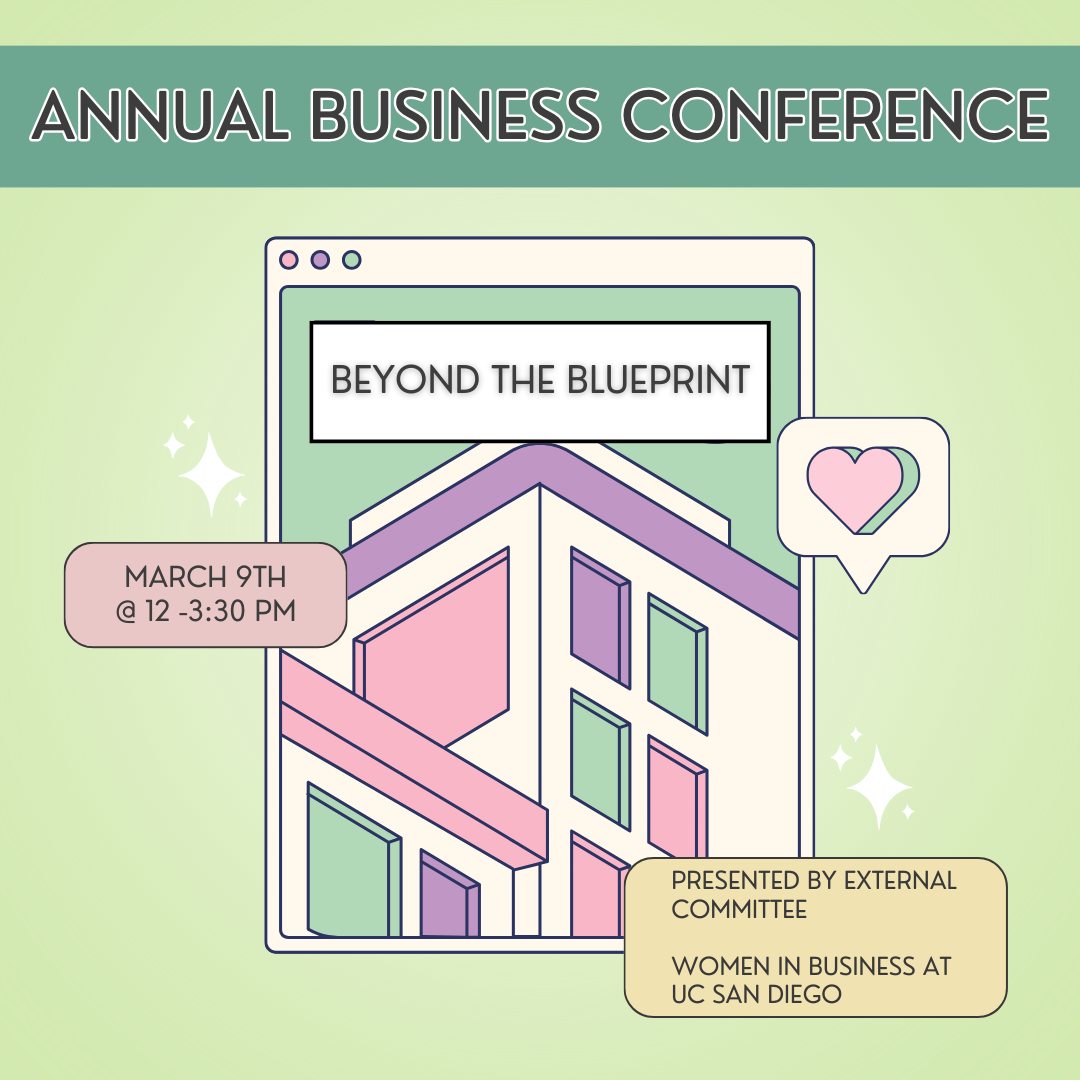 ANNUAL BUSINESS CONFERENCE
BEYOND THE BLUEPRINT
MARCH 9TH
@ 12 -3:30 PM
PRESENTED BY EXTERNAL
COMMITTEE
WOMEN IN BUSINESS AT
UC SAN DIEGO